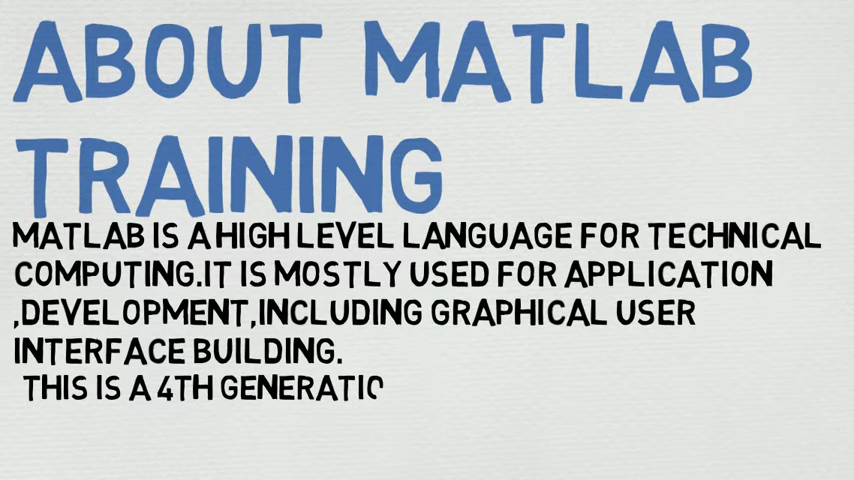 ABOUT MATLAB
TRAINING
MATLAB IS A HIGH LEVEL LANGUAGE FOR TECHNICAL
COMPUTING.IT IS MOSTLY USED FOR APPLICATION
,DEVELOPMENT,INCLUDING GRAPHICAL USER
INTERFACE BUILDING.
THIS IS A 4TH GENERATIO